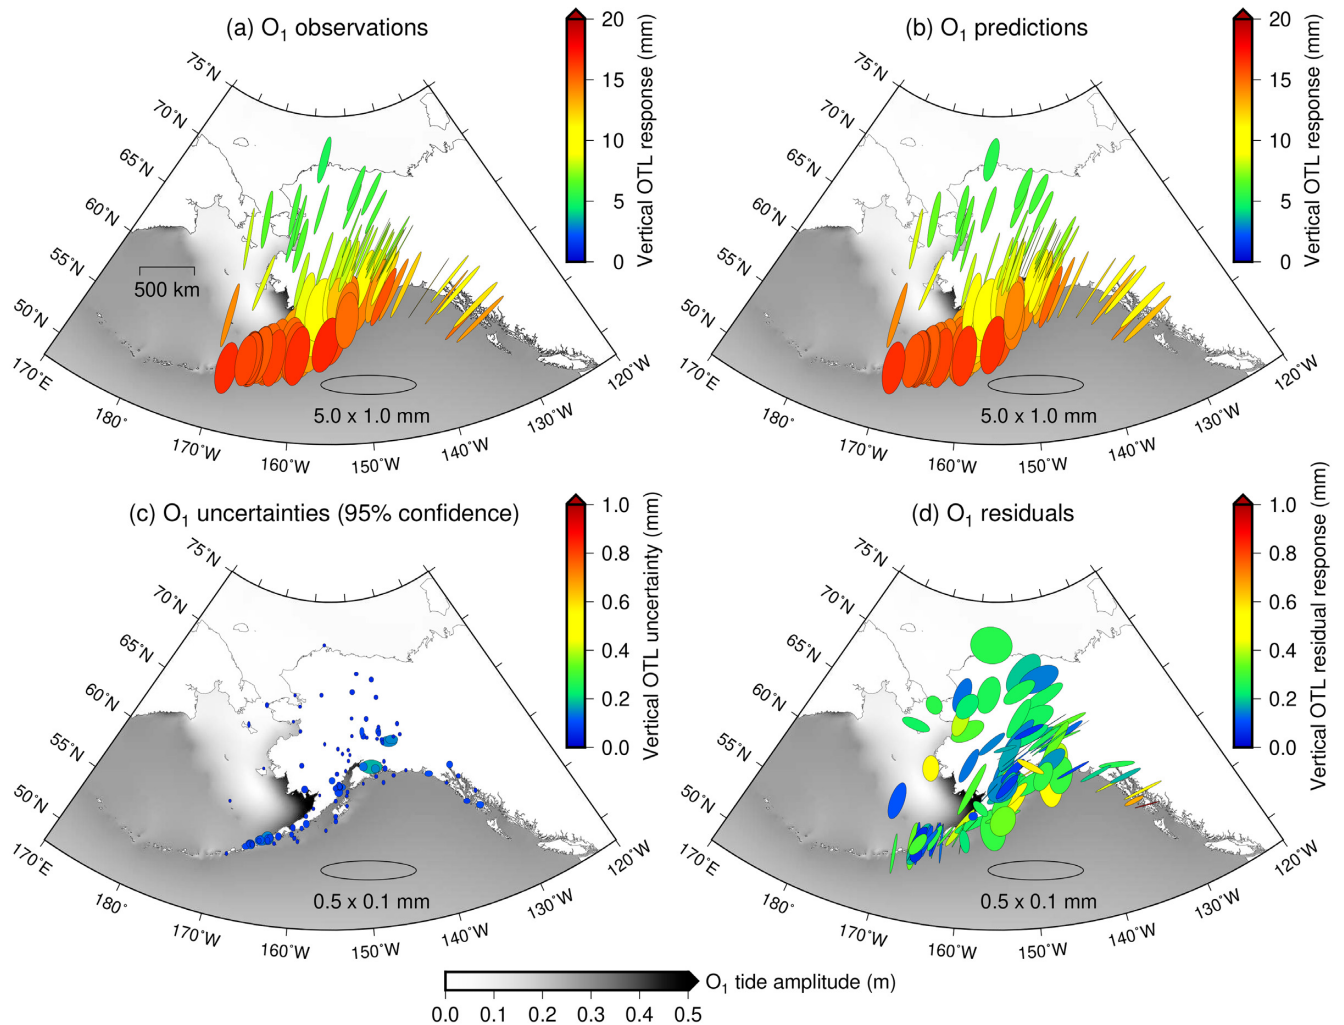 (a) O₁ observations
75°N
70°N
65°N
60°N
55°N
50°N
170°E
180°
170°W
160°W
150°W
140°W
130°W
120°W
500 km
5.0 x 1.0 mm
20
15
10
5
0
Vertical OTL response (mm)
(b) O₁ predictions
75°N
70°N
65°N
60°N
55°N
50°N
170°E
180°
170°W
160°W
150°W
140°W
130°W
120°W
5.0 x 1.0 mm
20
15
10
5
0
Vertical OTL response (mm)
(c) O₁ uncertainties (95% confidence)
75°N
70°N
65°N
60°N
55°N
50°N
170°E
180°
170°W
160°W
150°W
140°W
130°W
120°W
0.5 x 0.1 mm
1.0
0.8
0.6
0.4
0.2
0.0
Vertical OTL uncertainty (mm)
(d) O₁ residuals
75°N
70°N
65°N
60°N
55°N
50°N
170°E
180°
170°W
160°W
150°W
140°W
130°W
120°W
0.5 x 0.1 mm
1.0
0.8
0.6
0.4
0.2
0.0
Vertical OTL residual response (mm)
O₁ tide amplitude (m)
0.0 0.1 0.2 0.3 0.4 0.5